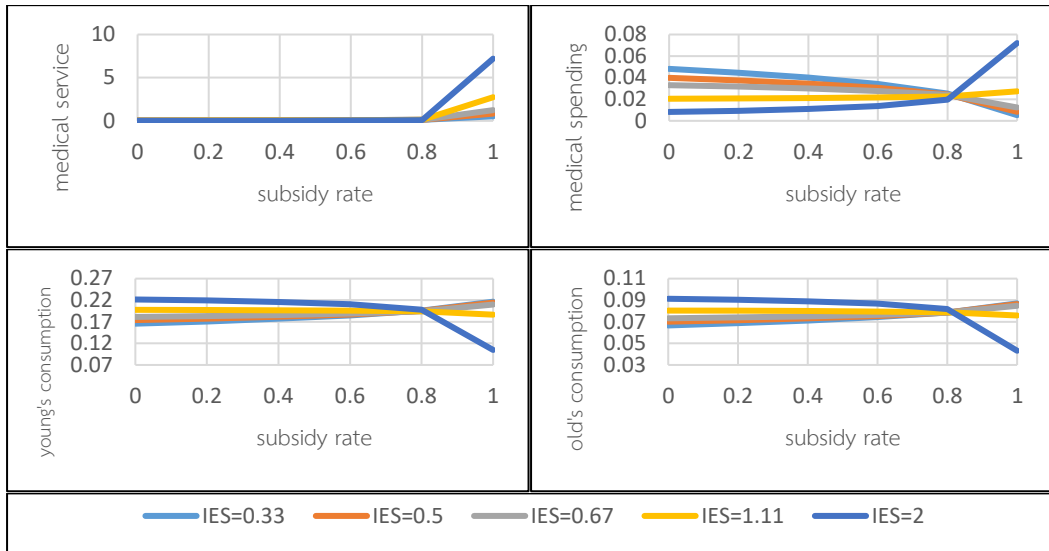 medical service
10
5
0
0 0.2 0.4 0.6 0.8 1
subsidy rate
medical spending
0.08
0.06
0.04
0.02
0
0 0.2 0.4 0.6 0.8 1
subsidy rate
young's consumption
0.27
0.22
0.17
0.12
0.07
0 0.2 0.4 0.6 0.8 1
subsidy rate
old's consumption
0.11
0.09
0.07
0.05
0.03
0 0.2 0.4 0.6 0.8 1
subsidy rate
IES=0.33 IES=0.5 IES=0.67 IES=1.11 IES=2